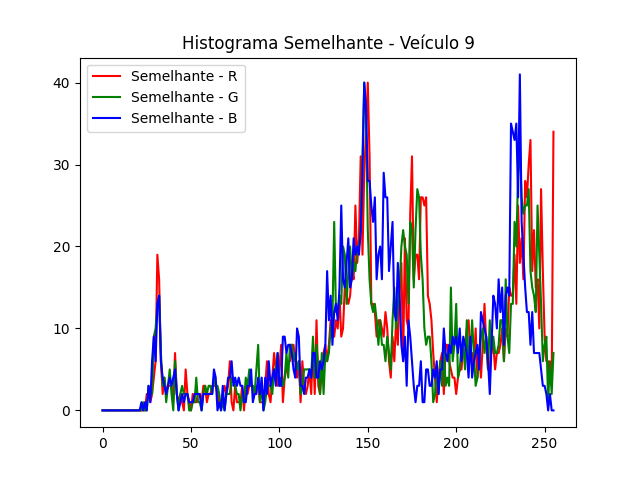 Histograma Semelhante - Veículo 9
Semelhante - R
Semelhante - G
Semelhante - B
40
30
20
10
0
0 50 100 150 200 250